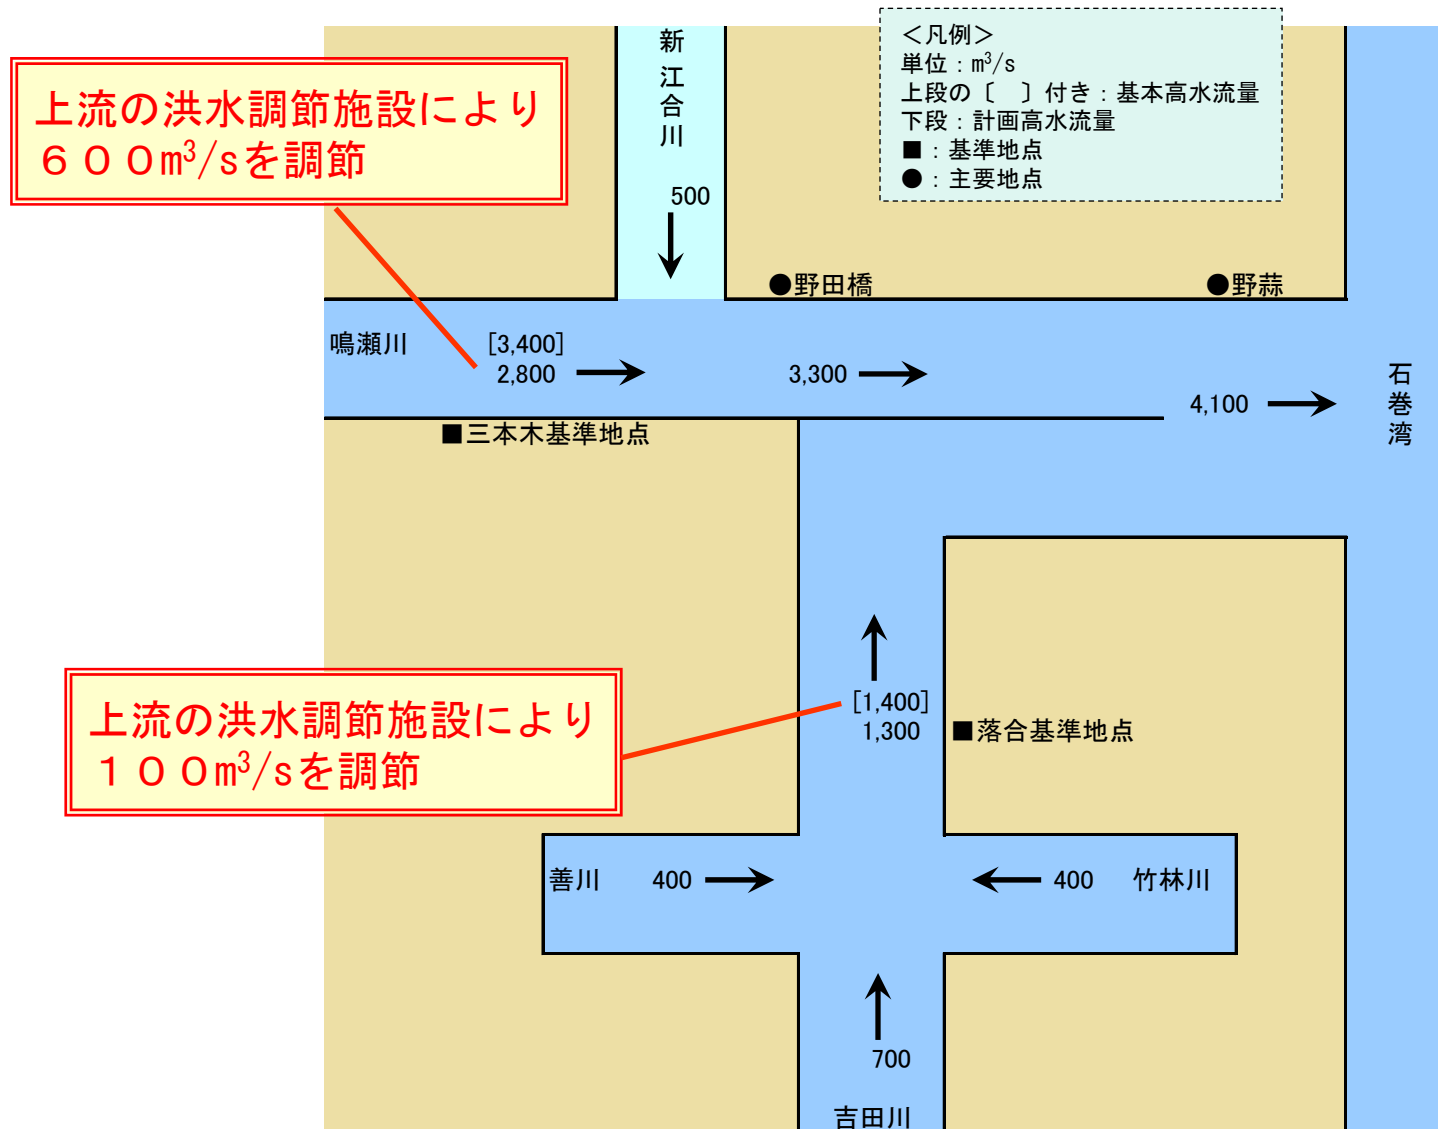 ＜凡例＞
単位：m³/s
上段の〔　〕付き：基本高水流量
下段：計画高水流量
■：基準地点
●：主要地点
上流の洪水調節施設により
６００m³/sを調節
新江合川
500
●野田橋
●野蒜
鳴瀬川
[3,400]
2,800
3,300
4,100
石巻湾
■三本木基準地点
上流の洪水調節施設により
１００m³/sを調節
[1,400]
1,300
■落合基準地点
善川
400
400
竹林川
700
吉田川